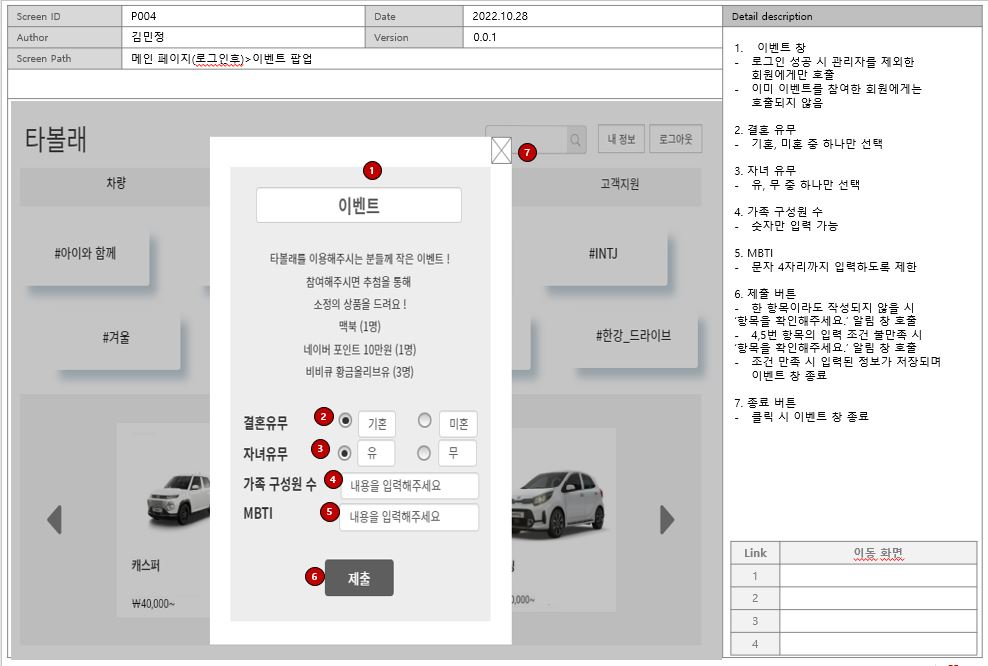 Screen ID P004 Date 2022.10.28
Author 김민정 Version 0.0.1
Screen Path 메인 페이지(로그인후)>이벤트 팝업
타볼래
내 정보 로그아웃
차량 고객지원
#아이와 함께 #INTJ
#겨울 #한강_드라이브
캐스퍼
₩40,000~
0,000~
7
1
이벤트
타볼래를 이용해주시는 분들께 작은 이벤트 !
참여해주시면 추첨을 통해
소정의 상품을 드려요 !
맥북 (1명)
네이버 포인트 10만원 (1명)
비비큐 황금올리브유 (3명)
결혼유무 2 기혼 미혼
자녀유무 3 유 무
가족 구성원 수 4 내용을 입력해주세요
MBTI 5 내용을 입력해주세요
6 제출
Detail description
1. 이벤트 창
- 로그인 성공 시 관리자를 제외한
회원에게만 호출
- 이미 이벤트를 참여한 회원에게는
호출되지 않음
2. 결혼 유무
- 기혼, 미혼 중 하나만 선택
3. 자녀 유무
- 유, 무 중 하나만 선택
4. 가족 구성원 수
- 숫자만 입력 가능
5. MBTI
- 문자 4자리까지 입력하도록 제한
6. 제출 버튼
- 한 항목이라도 작성되지 않을 시
‘항목을 확인해주세요.’ 알림 창 호출
- 4,5번 항목의 입력 조건 불만족 시
‘항목을 확인해주세요.’ 알림 창 호출
- 조건 만족 시 입력된 정보가 저장되며
이벤트 창 종료
7. 종료 버튼
- 클릭 시 이벤트 창 종료
Link 이동 화면
1
2
3
4